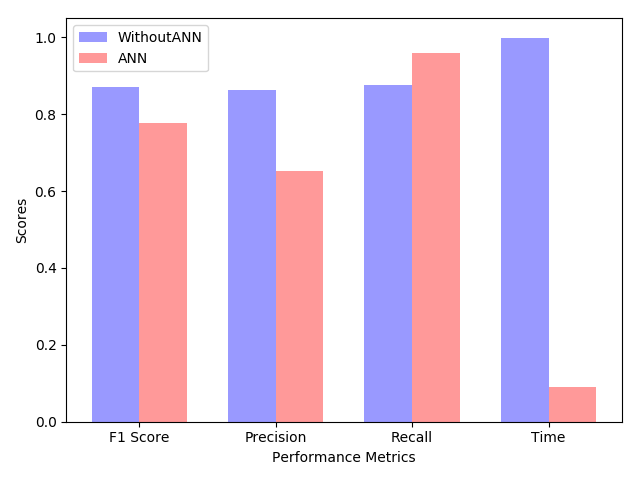 WithoutANN
ANN
1.0
0.8
0.6
0.4
0.2
0.0
Scores
F1 Score
Precision
Recall
Time
Performance Metrics